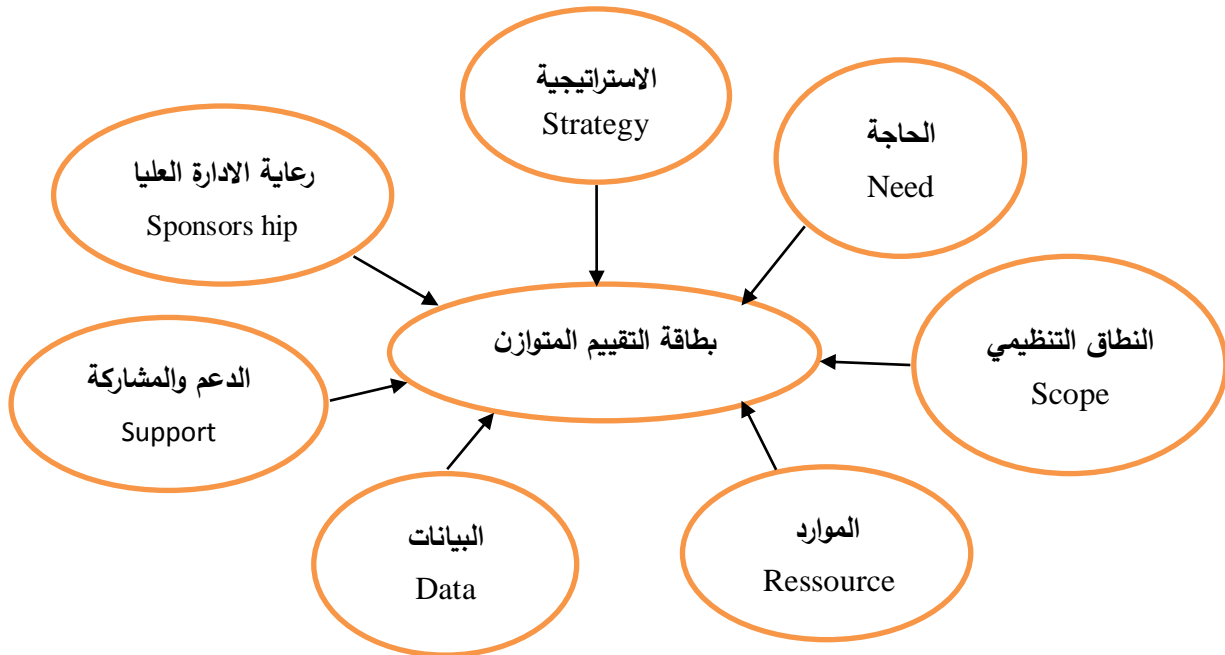 الاستراتيجية
Strategy
الحاجة
Need
رعاية الادارة العليا
Sponsors hip
النطاق التنظيمي
Scope
بطاقة التقييم المتوازن
الدعم والمشاركة
Support
الموارد
Ressource
البيانات
Data